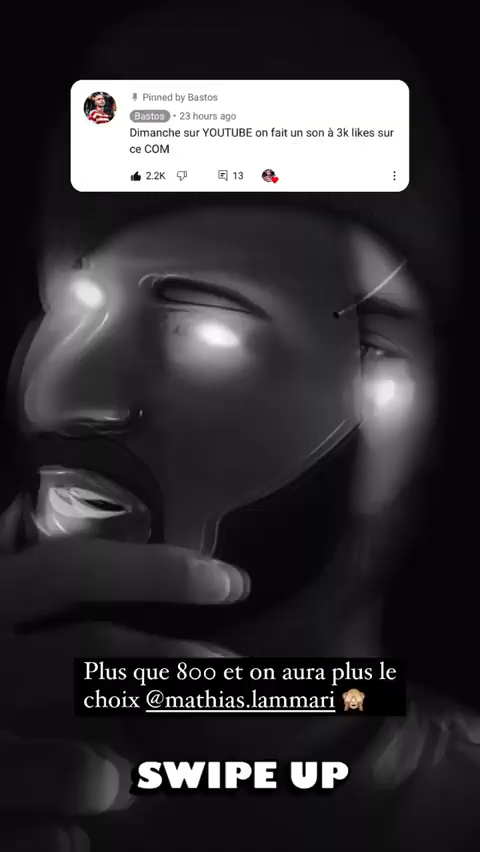 Pinned by Bastos
Bastos • 23 hours ago
Dimanche sur YOUTUBE on fait un son à 3k likes sur
ce COM
2.2K 13
Plus que 800 et on aura plus le
choix @mathias.lammari 🙈
SWIPE UP